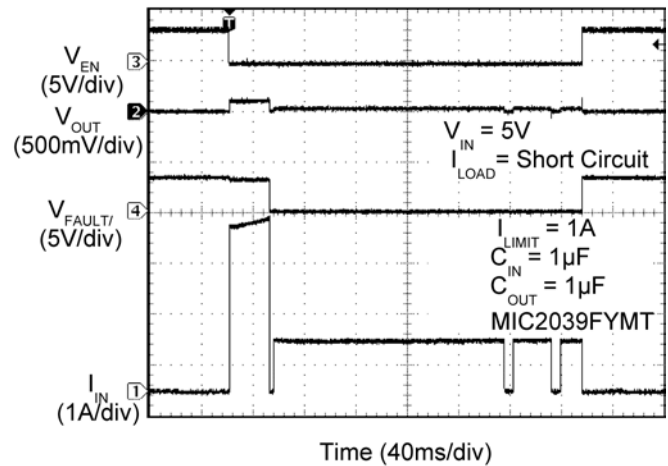 T
V_EN
(5V/div)
3
V_OUT
(500mV/div)
2
V_IN = 5V
I_LOAD = Short Circuit
V_FAULT/
(5V/div)
4
I_LIMIT = 1A
C_IN = 1µF
C_OUT = 1µF
MIC2039FYMT
I_IN
(1A/div)
1
Time (40ms/div)